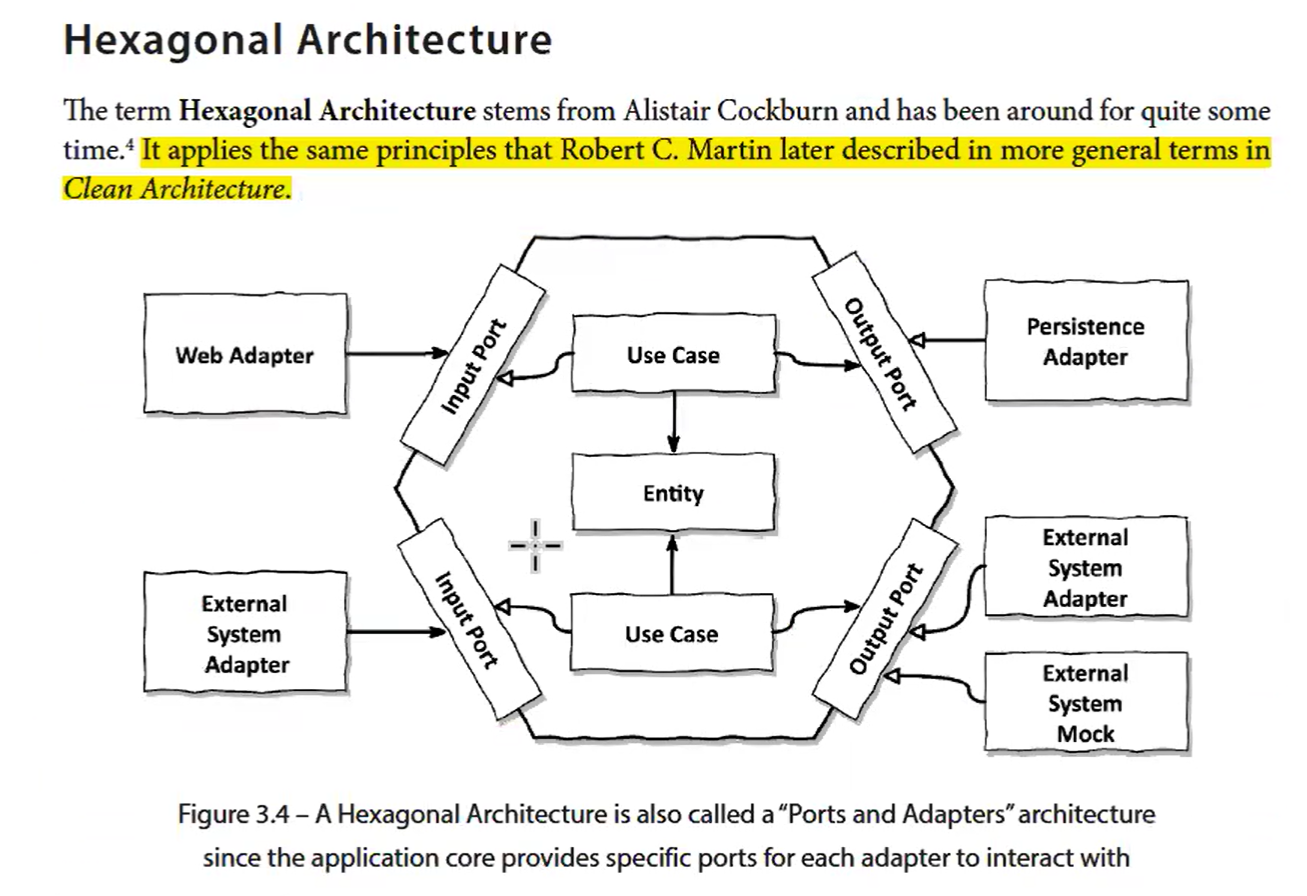 Hexagonal Architecture
The term Hexagonal Architecture stems from Alistair Cockburn and has been around for quite some
time.⁴ It applies the same principles that Robert C. Martin later described in more general terms in
Clean Architecture.
Web Adapter
Input Port
Use Case
Output Port
Persistence
Adapter
Entity
External
System
Adapter
Input Port
Use Case
Output Port
External
System
Adapter
External
System
Mock
Figure 3.4 – A Hexagonal Architecture is also called a “Ports and Adapters” architecture
since the application core provides specific ports for each adapter to interact with